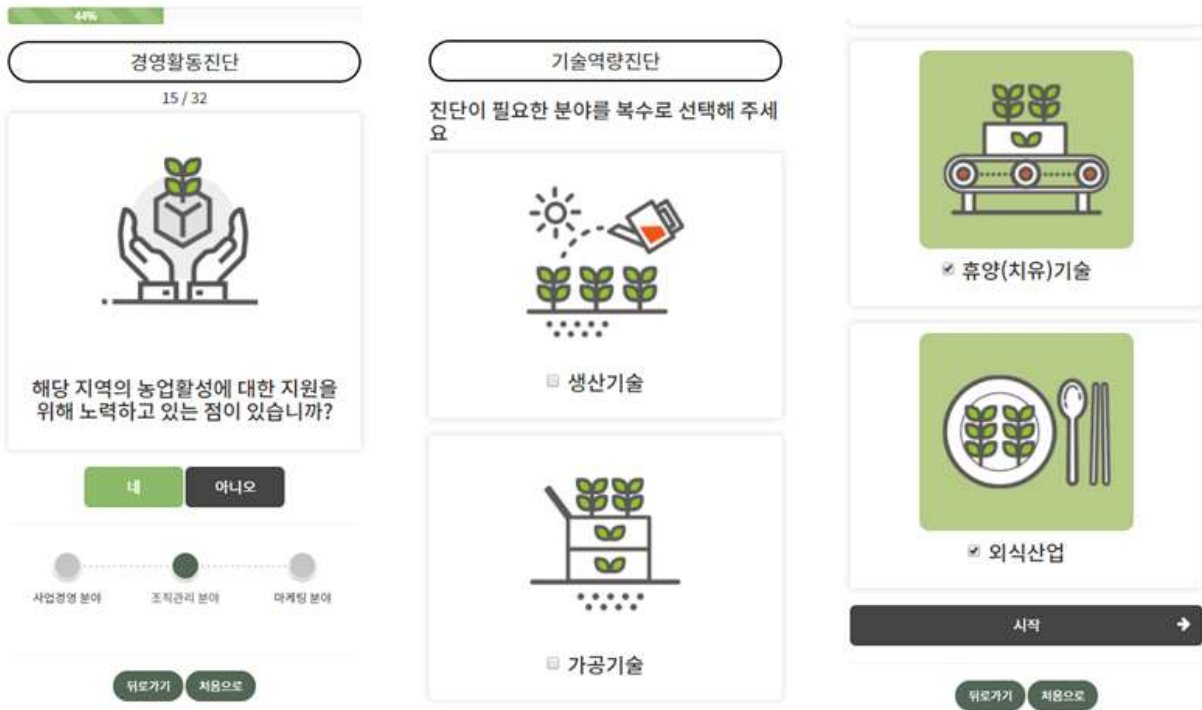 44%
경영활동진단
15 / 32
해당 지역의 농업활성에 대한 지원을
위해 노력하고 있는 점이 있습니까?
네
아니오
사업경영 분야
조직관리 분야
마케팅 분야
뒤로가기
처음으로
기술역량진단
진단이 필요한 분야를 복수로 선택해 주세
요
생산기술
가공기술
휴양(치유)기술
외식산업
시작
뒤로가기
처음으로